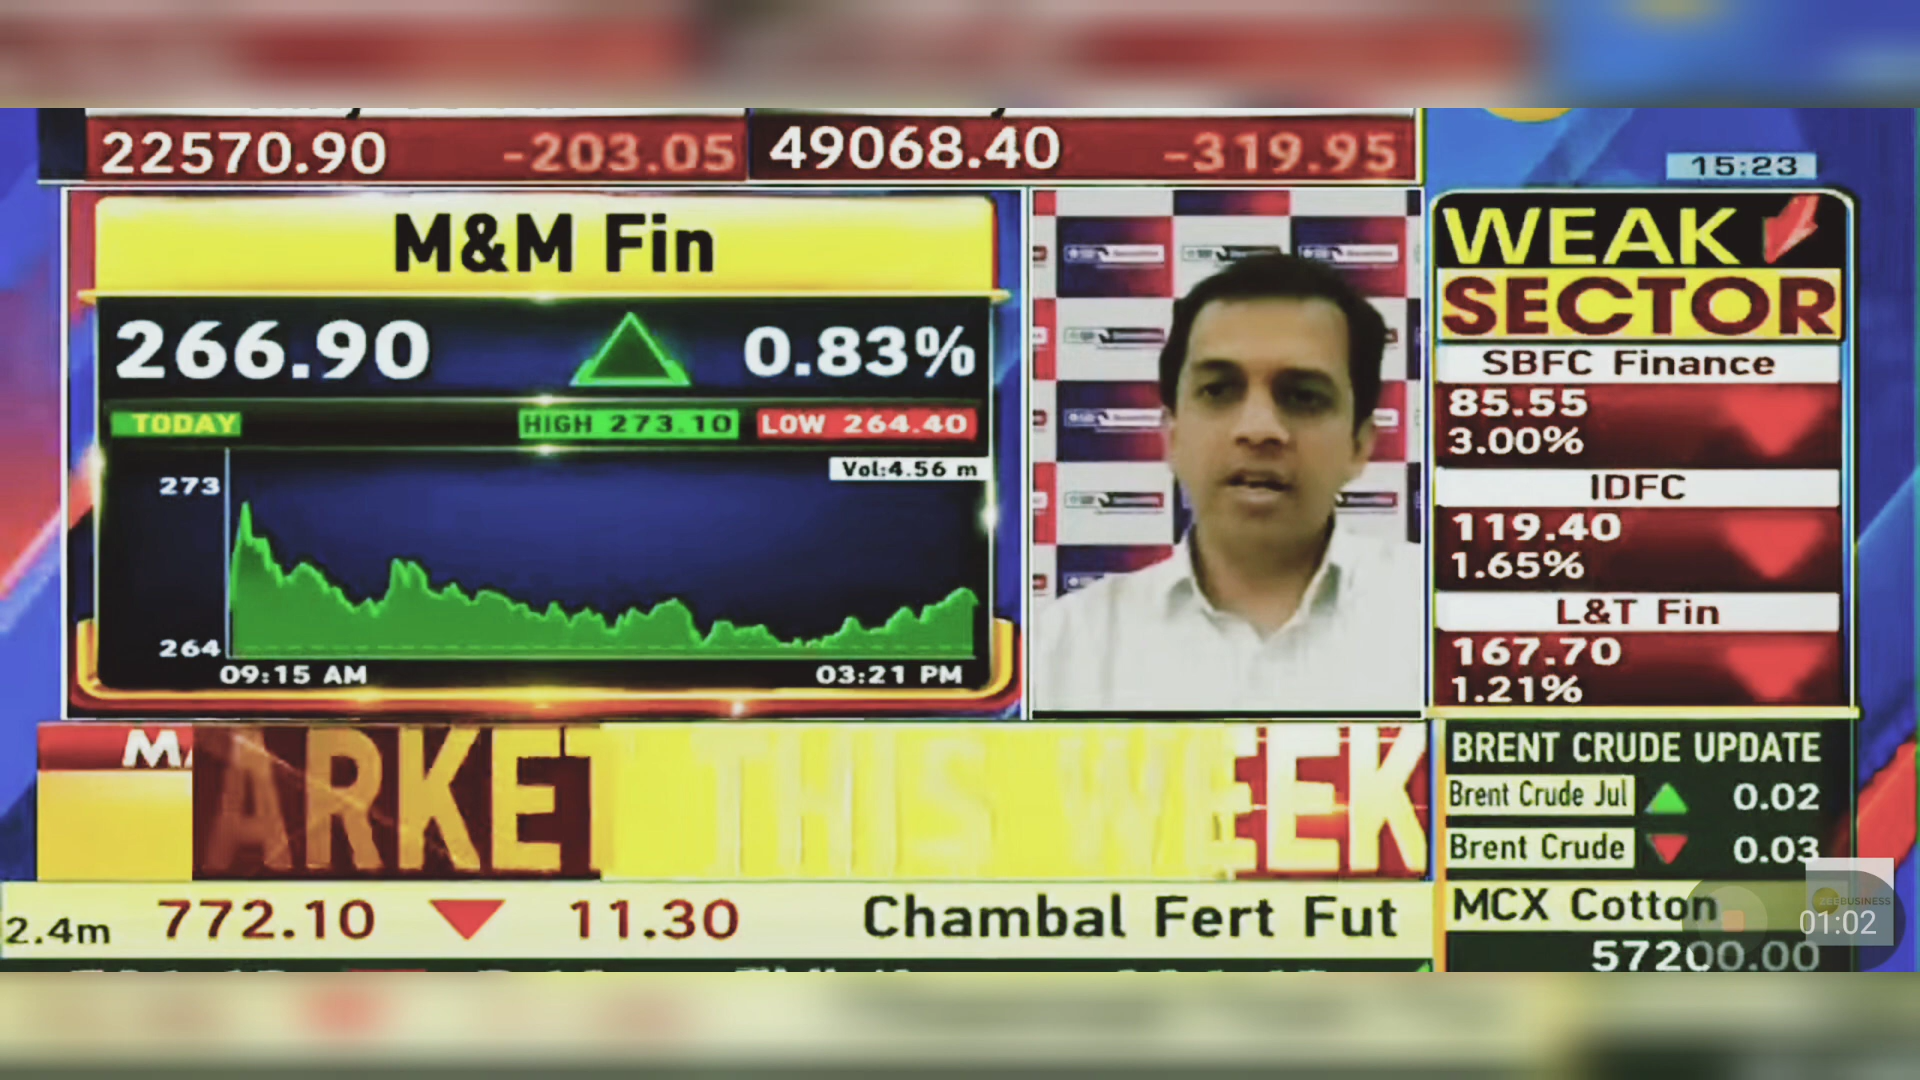 22570.90 -203.05 49068.40 -319.95
15:23
M&M Fin
266.90 0.83%
TODAY HIGH 273.10 LOW 264.40
Vol:4.56 m
273
264
09:15 AM 03:21 PM
WEAK
SECTOR
SBFC Finance
85.55
3.00%
IDFC
119.40
1.65%
L&T Fin
167.70
1.21%
MARKET THIS WEEK
BRENT CRUDE UPDATE
Brent Crude Jul 0.02
Brent Crude 0.03
2.4m 772.10 11.30 Chambal Fert Fut
MCX Cotton
57200.00
ZEEBUSINESS
01:02